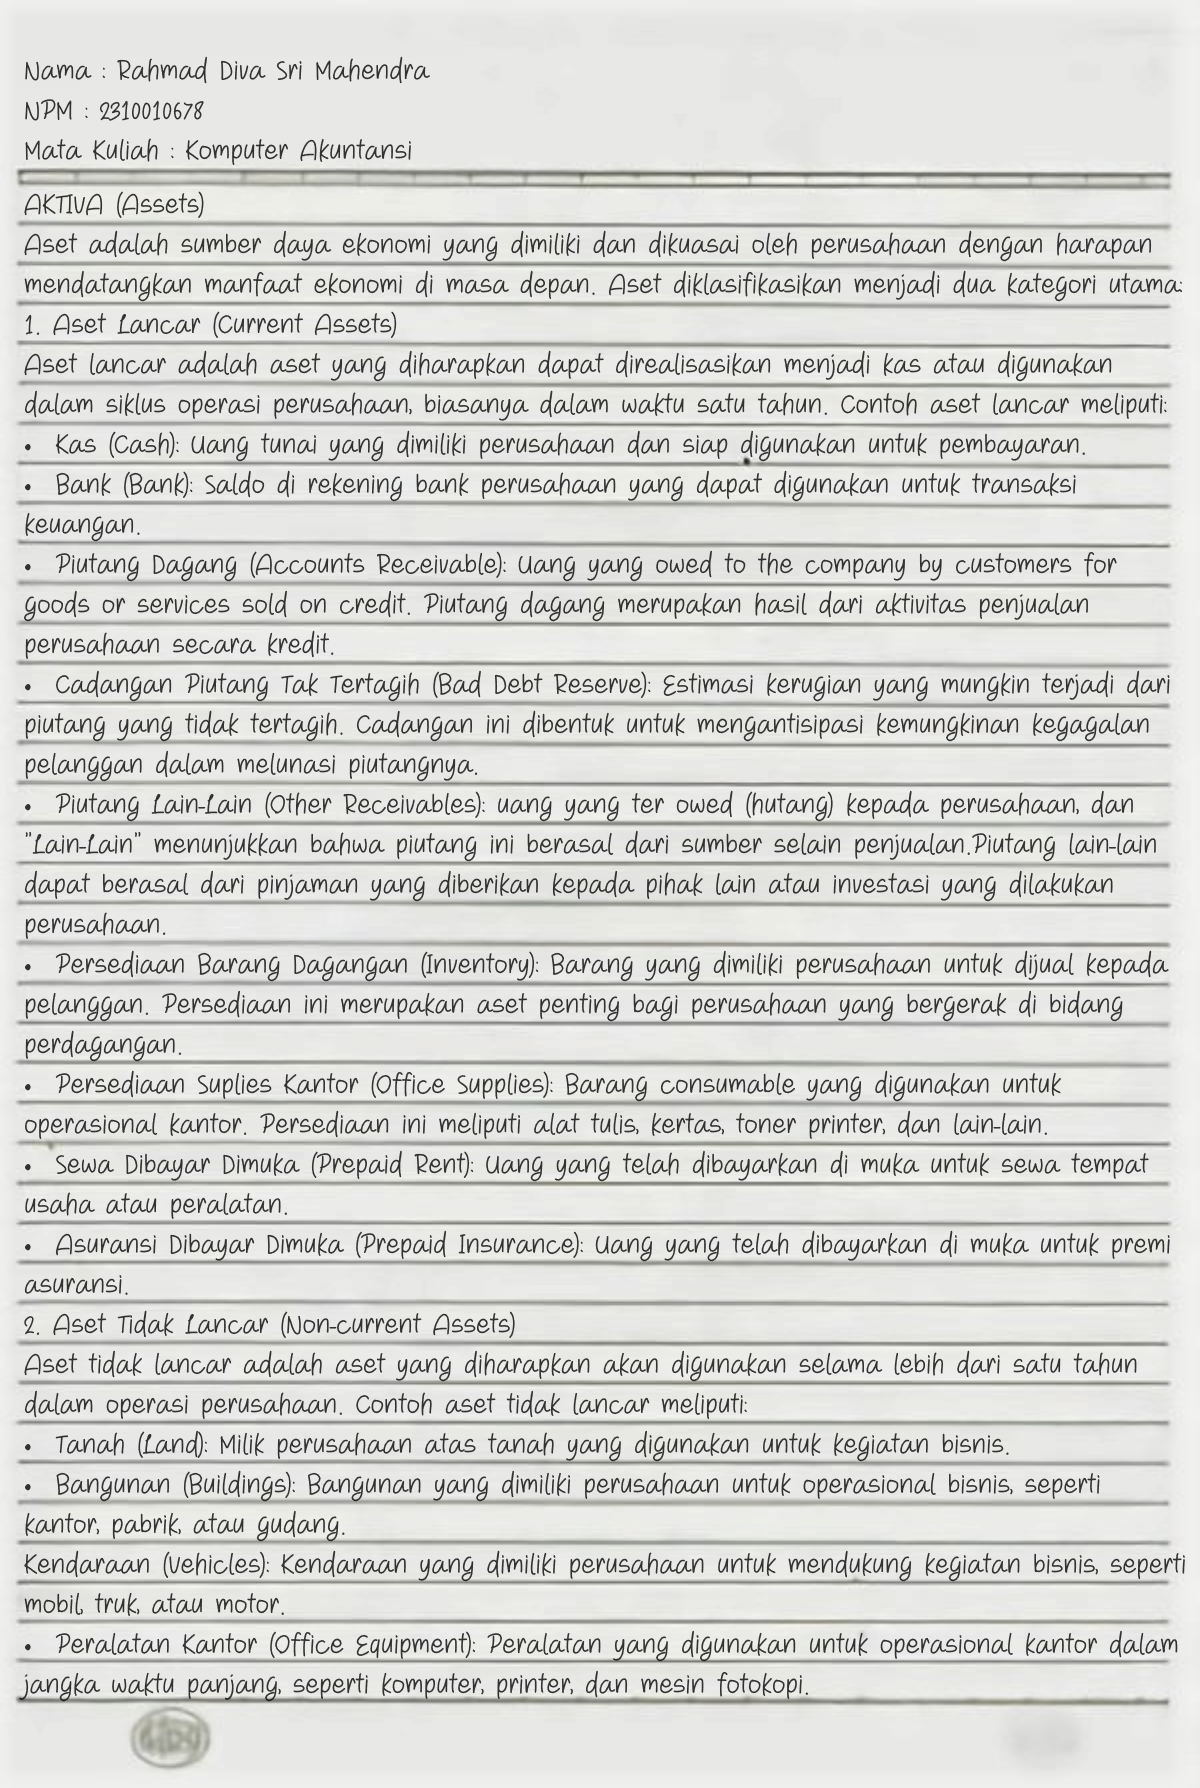 Nama : Rahmad Diva Sri Mahendra
NPM : 2310010678
Mata Kuliah : Komputer Akuntansi
AKTIVA (Assets)
Aset adalah sumber daya ekonomi yang dimiliki dan dikuasai oleh perusahaan dengan harapan
mendatangkan manfaat ekonomi di masa depan. Aset diklasifikasikan menjadi dua kategori utama:
1. Aset Lancar (Current Assets)
Aset lancar adalah aset yang diharapkan dapat direalisasikan menjadi kas atau digunakan
dalam siklus operasi perusahaan, biasanya dalam waktu satu tahun. Contoh aset lancar meliputi:
• Kas (Cash): Uang tunai yang dimiliki perusahaan dan siap digunakan untuk pembayaran.
• Bank (Bank): Saldo di rekening bank perusahaan yang dapat digunakan untuk transaksi
keuangan.
• Piutang Dagang (Accounts Receivable): Uang yang owed to the company by customers for
goods or services sold on credit. Piutang dagang merupakan hasil dari aktivitas penjualan
perusahaan secara kredit.
• Cadangan Piutang Tak Tertagih (Bad Debt Reserve): Estimasi kerugian yang mungkin terjadi dari
piutang yang tidak tertagih. Cadangan ini dibentuk untuk mengantisipasi kemungkinan kegagalan
pelanggan dalam melunasi piutangnya.
• Piutang Lain-Lain (Other Receivables): uang yang ter owed (hutang) kepada perusahaan, dan
"Lain-Lain" menunjukkan bahwa piutang ini berasal dari sumber selain penjualan.Piutang lain-lain
dapat berasal dari pinjaman yang diberikan kepada pihak lain atau investasi yang dilakukan
perusahaan.
• Persediaan Barang Dagangan (Inventory): Barang yang dimiliki perusahaan untuk dijual kepada
pelanggan. Persediaan ini merupakan aset penting bagi perusahaan yang bergerak di bidang
perdagangan.
• Persediaan Suplies Kantor (Office Supplies): Barang consumable yang digunakan untuk
operasional kantor. Persediaan ini meliputi alat tulis, kertas, toner printer, dan lain-lain.
• Sewa Dibayar Dimuka (Prepaid Rent): Uang yang telah dibayarkan di muka untuk sewa tempat
usaha atau peralatan.
• Asuransi Dibayar Dimuka (Prepaid Insurance): Uang yang telah dibayarkan di muka untuk premi
asuransi.
2. Aset Tidak Lancar (Non-current Assets)
Aset tidak lancar adalah aset yang diharapkan akan digunakan selama lebih dari satu tahun
dalam operasi perusahaan. Contoh aset tidak lancar meliputi:
• Tanah (Land): Milik perusahaan atas tanah yang digunakan untuk kegiatan bisnis.
• Bangunan (Buildings): Bangunan yang dimiliki perusahaan untuk operasional bisnis, seperti
kantor, pabrik, atau gudang.
Kendaraan (Vehicles): Kendaraan yang dimiliki perusahaan untuk mendukung kegiatan bisnis, seperti
mobil, truk, atau motor.
• Peralatan Kantor (Office Equipment): Peralatan yang digunakan untuk operasional kantor dalam
jangka waktu panjang, seperti komputer, printer, dan mesin fotokopi.